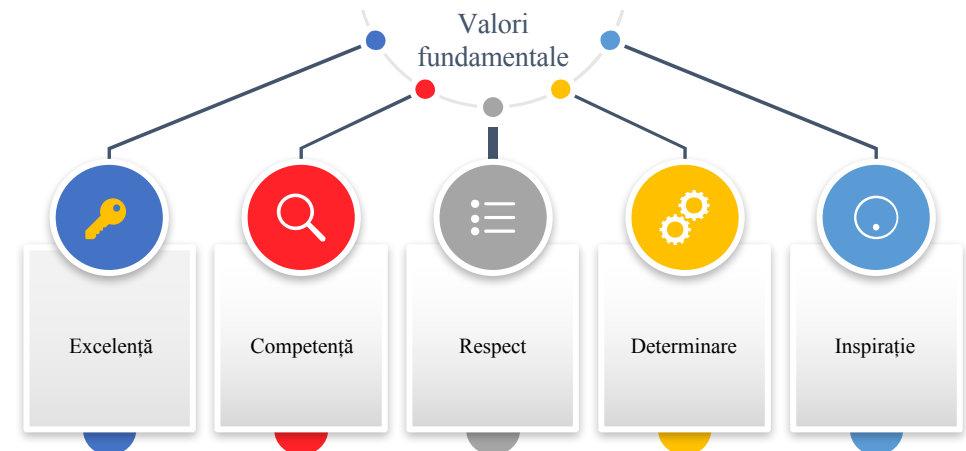 Valori
fundamentale
Excelență
Competență
Respect
Determinare
Inspirație